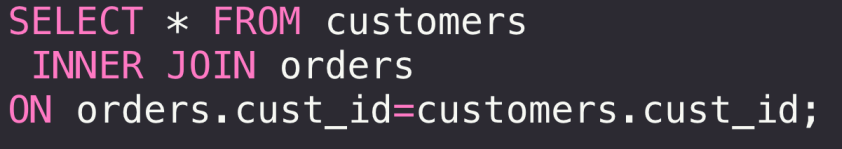 SELECT * FROM customers
INNER JOIN orders
ON orders.cust_id=customers.cust_id;